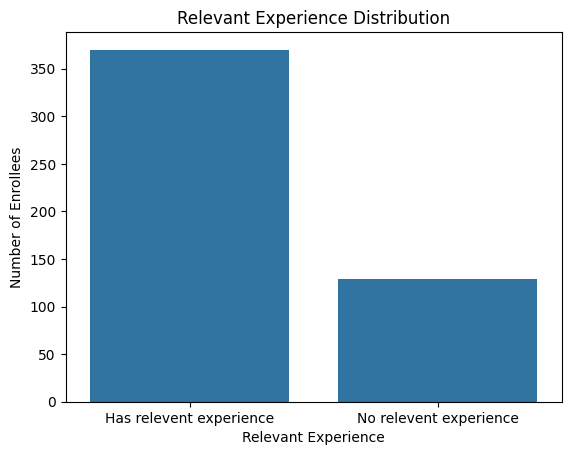 Relevant Experience Distribution
Number of Enrollees
350
300
250
200
150
100
50
0
Has relevent experience
No relevent experience
Relevant Experience